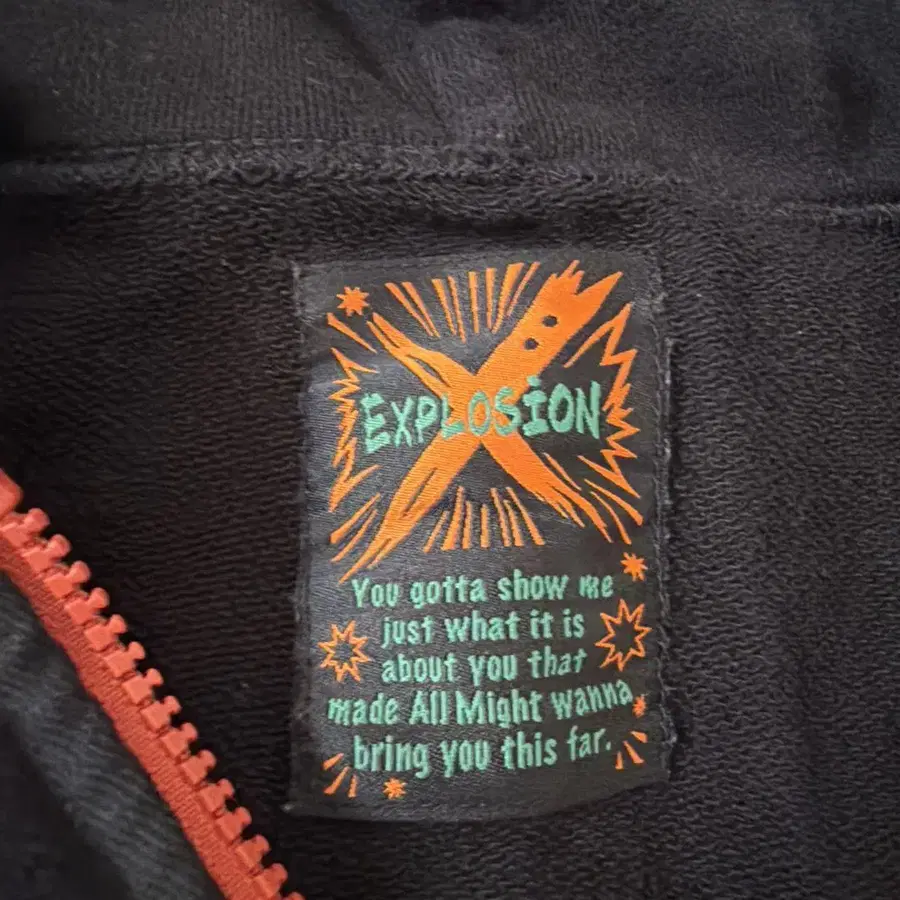 EXPLOSION
You gotta show me
just what it is
about you that
made All Might wanna
bring you this far.